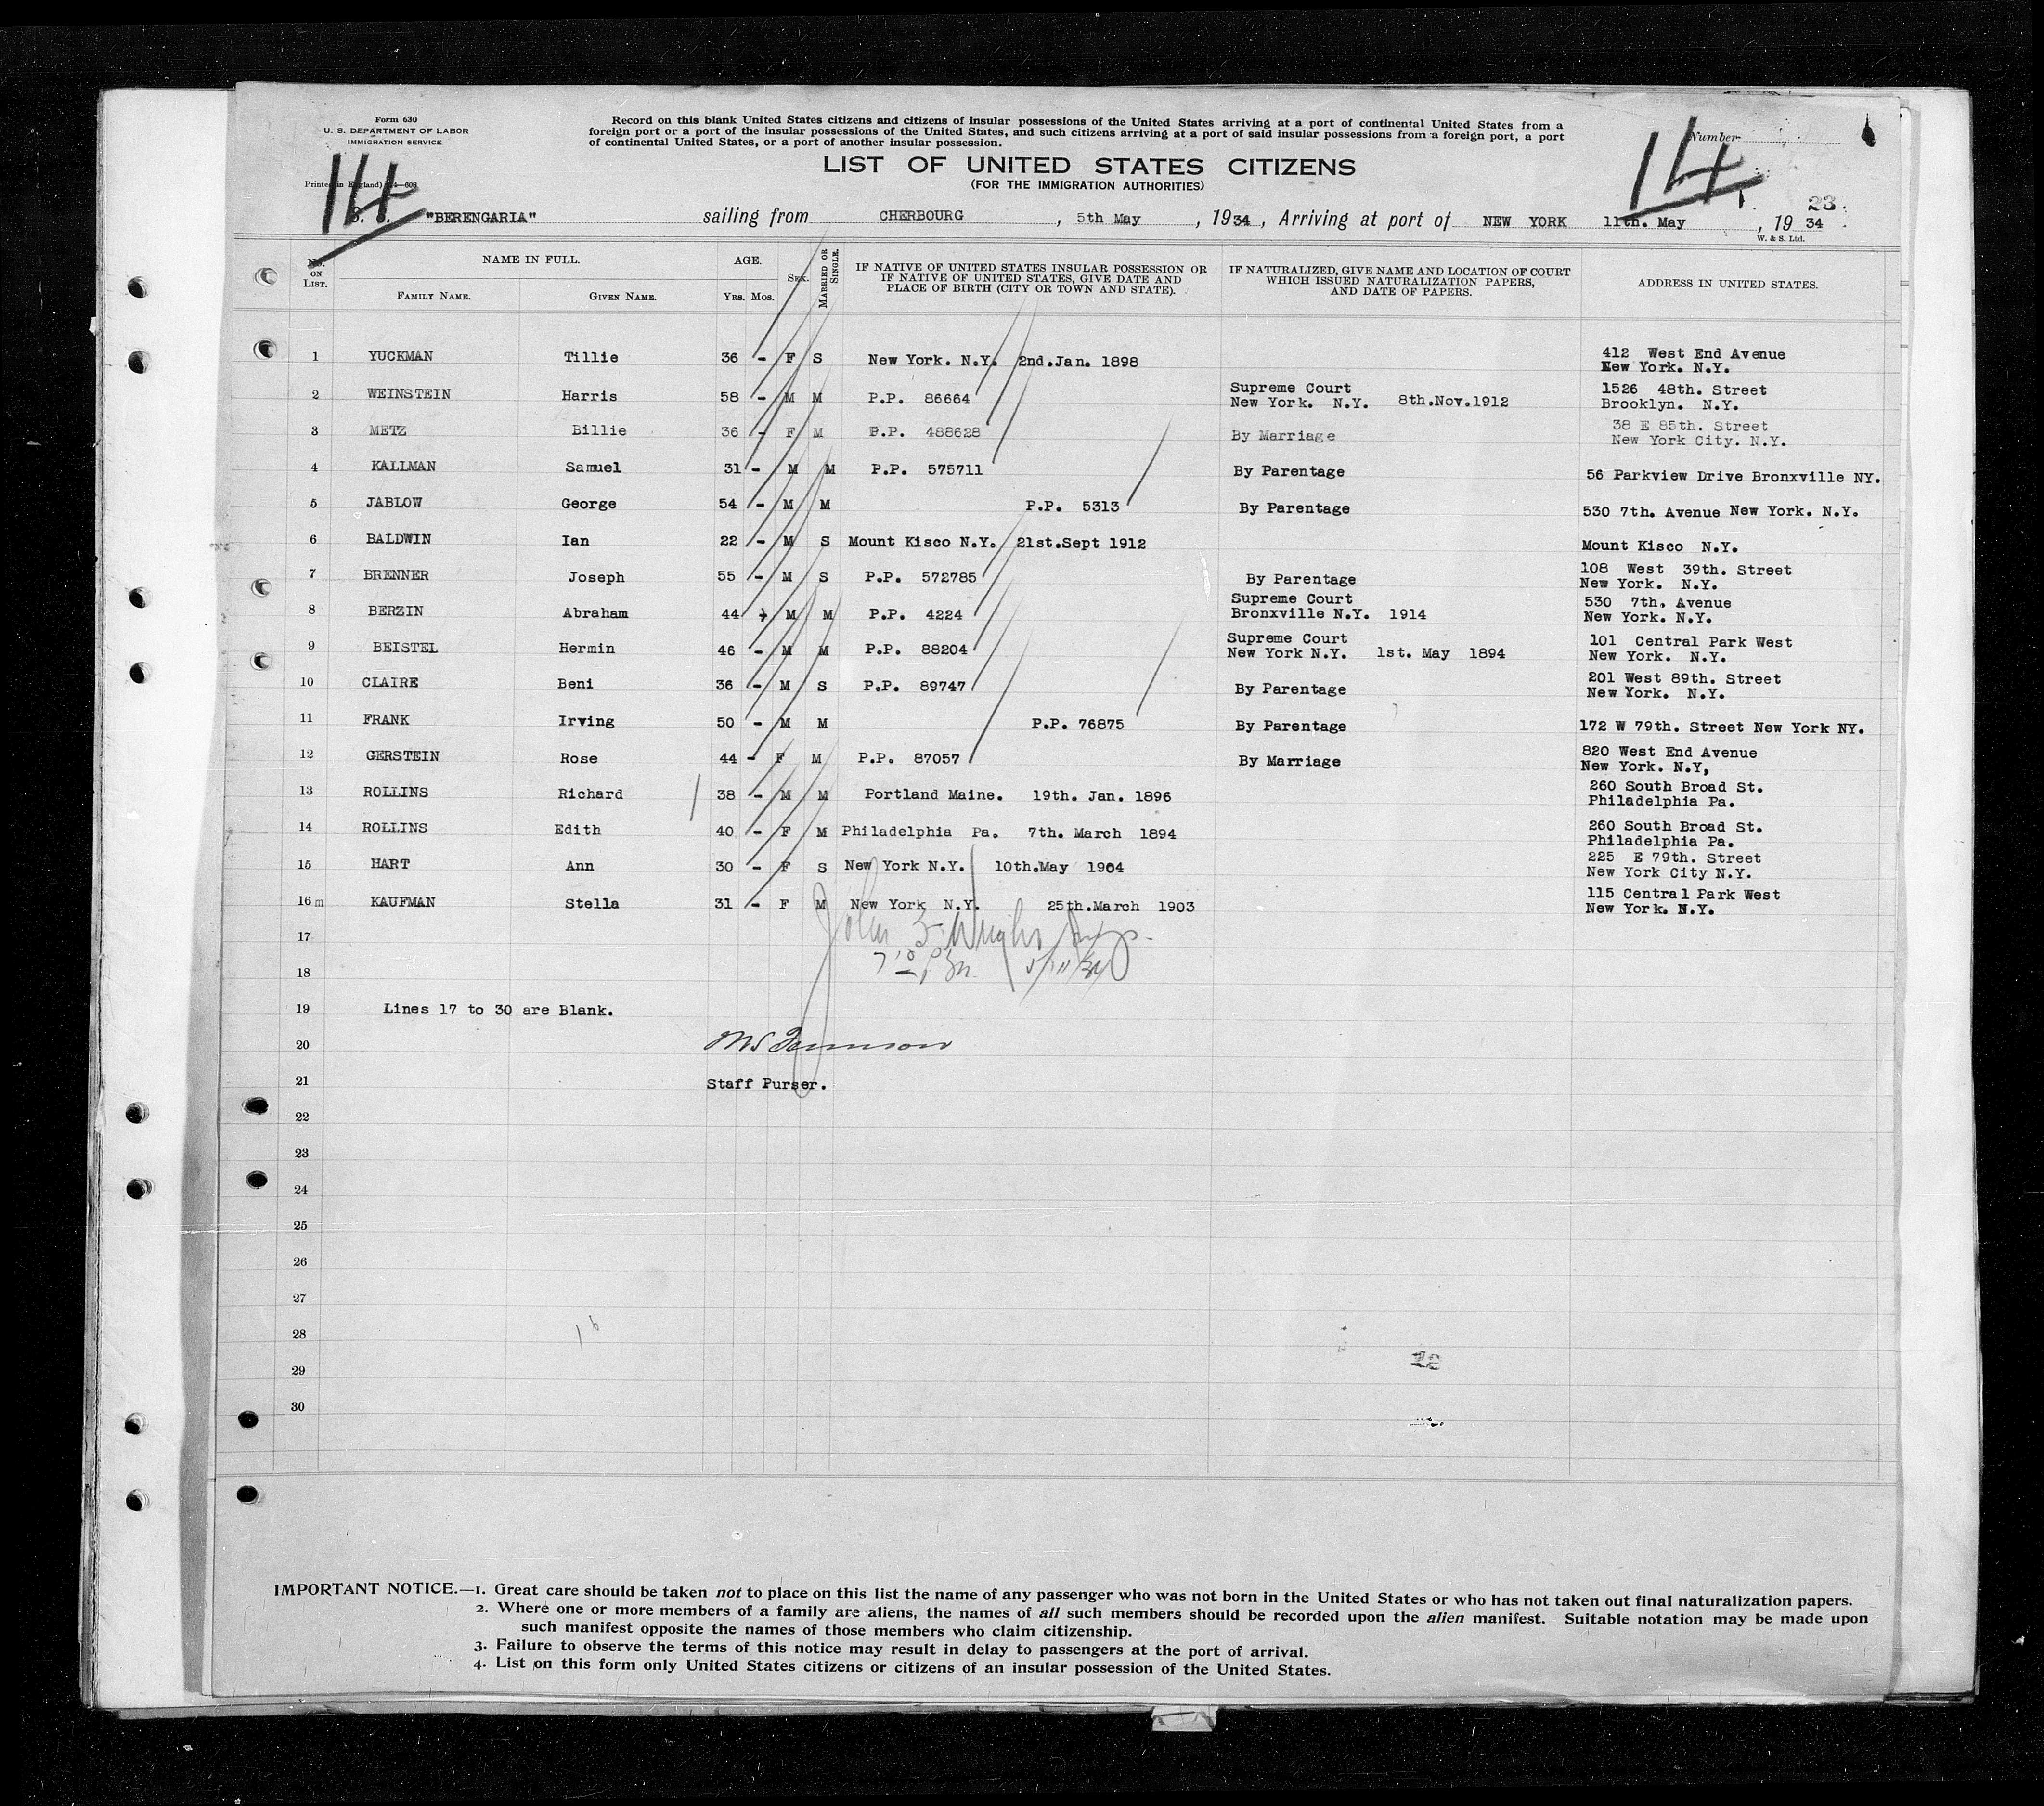 Form 630
U. S. DEPARTMENT OF LABOR
IMMIGRATION SERVICE
Record on this blank United States citizens and citizens of insular possessions of the United States arriving at a port of continental United States from a
foreign port or a port of the insular possessions of the United States, and such citizens arriving at a port of said insular possessions from a foreign port, a port
of continental United States, or a port of another insular possession.
Number
14
14
LIST OF UNITED STATES CITIZENS
(FOR THE IMMIGRATION AUTHORITIES)
23
S. S. "BERENGARIA" sailing from CHERBOURG, 5th May, 1934, Arriving at port of NEW YORK 11th. May, 1934
W. & S. Ltd.
No. ON LIST. NAME IN FULL. FAMILY NAME. GIVEN NAME. AGE. YRS. MOS. SEX. MARRIED OR SINGLE. IF NATIVE OF UNITED STATES INSULAR POSSESSION OR IF NATIVE OF UNITED STATES, GIVE DATE AND PLACE OF BIRTH (CITY OR TOWN AND STATE). IF NATURALIZED, GIVE NAME AND LOCATION OF COURT WHICH ISSUED NATURALIZATION PAPERS, AND DATE OF PAPERS. ADDRESS IN UNITED STATES.
1 YUCKMAN Tillie 36 - F S New York. N.Y. 2nd.Jan. 1898 412 West End Avenue New York. N.Y.
2 WEINSTEIN Harris 58 - M M P.P. 86664 Supreme Court New York. N.Y. 8th.Nov.1912 1526 48th. Street Brooklyn. N.Y.
3 METZ Billie 36 - F M P.P. 488628 By Marriage 38 E 85th. Street New York City. N.Y.
4 KALLMAN Samuel 31 - M M P.P. 575711 By Parentage 56 Parkview Drive Bronxville NY.
5 JABLOW George 54 - M M P.P. 5313 By Parentage 530 7th. Avenue New York. N.Y.
6 BALDWIN Ian 22 - M S Mount Kisco N.Y. 21st.Sept 1912 Mount Kisco N.Y.
7 BRENNER Joseph 55 - M S P.P. 572785 By Parentage 108 West 39th. Street New York. N.Y.
8 BERZIN Abraham 44 - M M P.P. 4224 Supreme Court Bronxville N.Y. 1914 530 7th. Avenue New York. N.Y.
9 BEISTEL Hermin 46 - M M P.P. 88204 Supreme Court New York N.Y. 1st. May 1894 101 Central Park West New York. N.Y.
10 CLAIRE Beni 36 - M S P.P. 89747 By Parentage 201 West 89th. Street New York. N.Y.
11 FRANK Irving 50 - M M P.P. 76875 By Parentage 172 W 79th. Street New York NY.
12 GERSTEIN Rose 44 - F M P.P. 87057 By Marriage 820 West End Avenue New York. N.Y,
13 ROLLINS Richard 38 - M M Portland Maine. 19th. Jan. 1896 260 South Broad St. Philadelphia Pa.
14 ROLLINS Edith 40 - F M Philadelphia Pa. 7th. March 1894 260 South Broad St. Philadelphia Pa.
15 HART Ann 30 - F S New York N.Y. 10th.May 1904 225 E 79th. Street New York City N.Y.
16m KAUFMAN Stella 31 - F M New York N.Y. 25th.March 1903 115 Central Park West New York. N.Y.
17 John
18 5/11/34
19 Lines 17 to 30 are Blank.
20
21 Staff Purser.
22
23
24
25
26
27
28
29
30
IMPORTANT NOTICE.—1. Great care should be taken not to place on this list the name of any passenger who was not born in the United States or who has not taken out final naturalization papers.
2. Where one or more members of a family are aliens, the names of all such members should be recorded upon the alien manifest. Suitable notation may be made upon
such manifest opposite the names of those members who claim citizenship.
3. Failure to observe the terms of this notice may result in delay to passengers at the port of arrival.
4. List on this form only United States citizens or citizens of an insular possession of the United States.